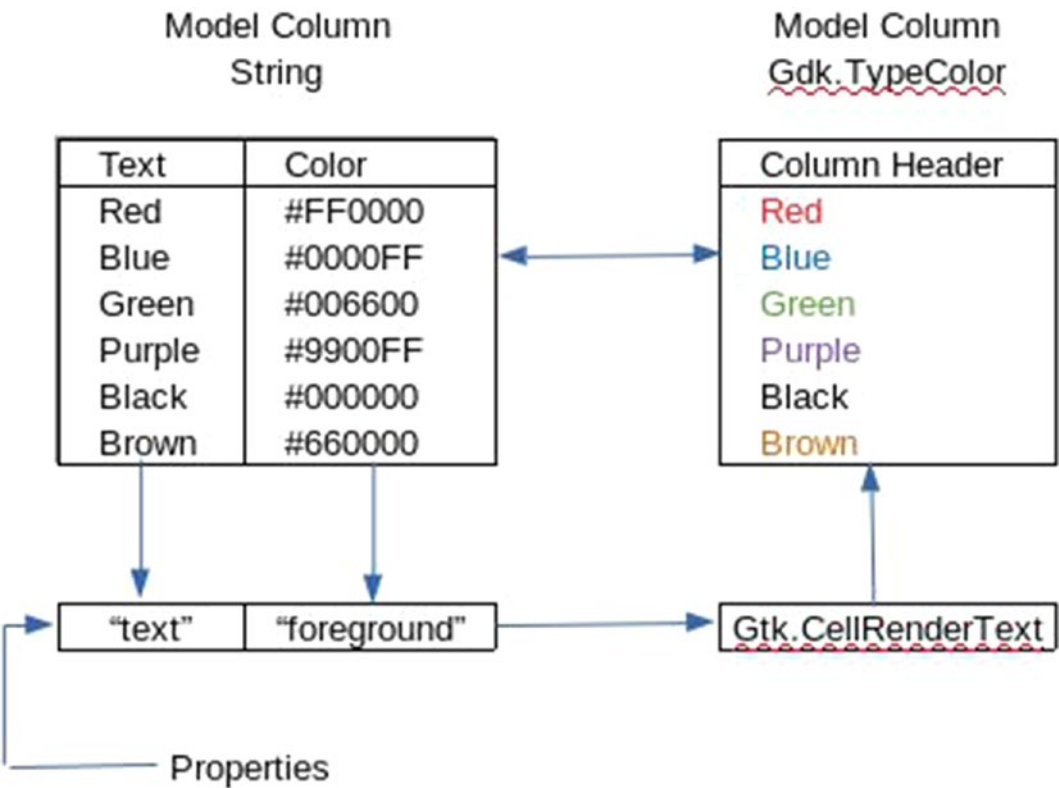 Model Column
String
Model Column
Gdk.TypeColor
Text Color
Red #FF0000
Blue #0000FF
Green #006600
Purple #9900FF
Black #000000
Brown #660000
Column Header
Red
Blue
Green
Purple
Black
Brown
“text” “foreground”
Gtk.CellRenderText
Properties